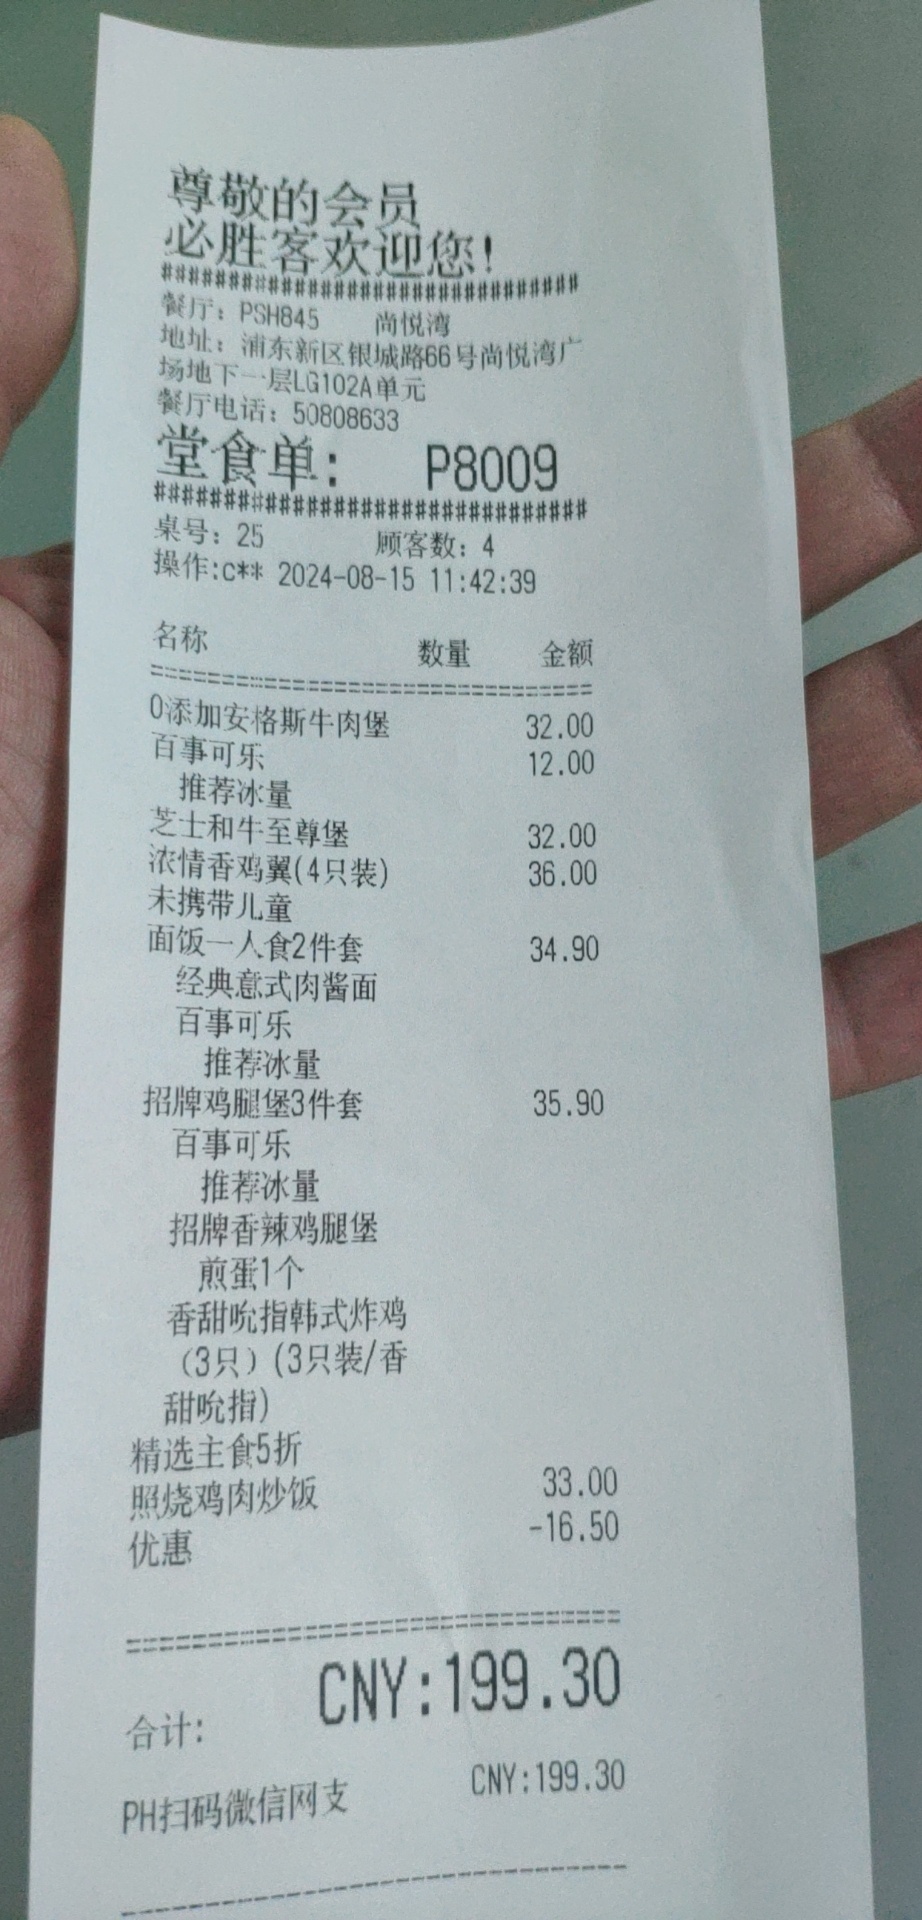 尊敬的会员
必胜客欢迎您!
######################################
餐厅: PSH845 尚悦湾
地址: 浦东新区银城路66号尚悦湾广
场地下一层LG102A单元
餐厅电话: 50808633
堂食单: P8009
######################################
桌号: 25 顾客数: 4
操作:c** 2024-08-15 11:42:39
名称 数量 金额
======================================
0添加安格斯牛肉堡 32.00
百事可乐 12.00
推荐冰量
芝士和牛至尊堡 32.00
浓情香鸡翼(4只装) 36.00
未携带儿童
面饭一人食2件套 34.90
经典意式肉酱面
百事可乐
推荐冰量
招牌鸡腿堡3件套 35.90
百事可乐
推荐冰量
招牌香辣鸡腿堡
煎蛋1个
香甜吮指韩式炸鸡
（3只）(3只装/香
甜吮指)
精选主食5折
照烧鸡肉炒饭 33.00
优惠 -16.50
======================================
合计: CNY:199.30
PH扫码微信网支 CNY:199.30
--------------------------------------